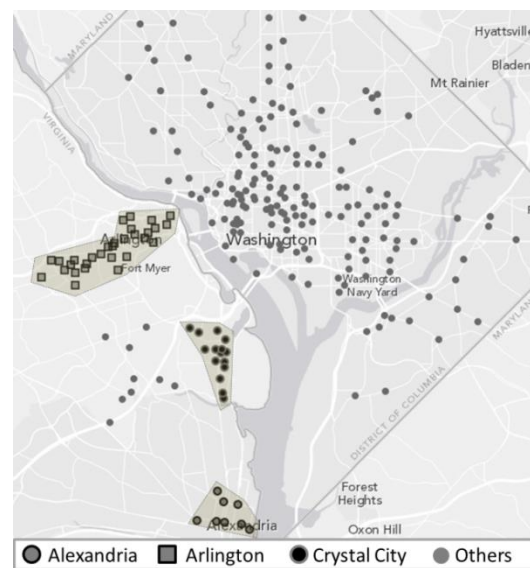 Hyattsville
MARYLAND
Bladen
Mt Rainier
VIRGINIA
Washington
Fort Myer
Washington
Navy Yard
MARYLAND
DISTRICT OF COLUMBIA
Forest
Heights
Alexandria
Oxon Hill
Alexandria Arlington Crystal City Others